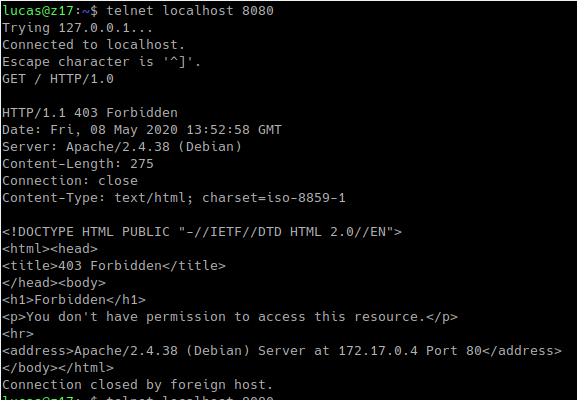 lucas@z17:~$ telnet localhost 8080
Trying 127.0.0.1...
Connected to localhost.
Escape character is '^]'.
GET / HTTP/1.0
HTTP/1.1 403 Forbidden
Date: Fri, 08 May 2020 13:52:58 GMT
Server: Apache/2.4.38 (Debian)
Content-Length: 275
Connection: close
Content-Type: text/html; charset=iso-8859-1
<!DOCTYPE HTML PUBLIC "-//IETF//DTD HTML 2.0//EN">
<html><head>
<title>403 Forbidden</title>
</head><body>
<h1>Forbidden</h1>
<p>You don't have permission to access this resource.</p>
<hr>
<address>Apache/2.4.38 (Debian) Server at 172.17.0.4 Port 80</address>
</body></html>
Connection closed by foreign host.
lucas@z17:~$ telnet localhost 8080